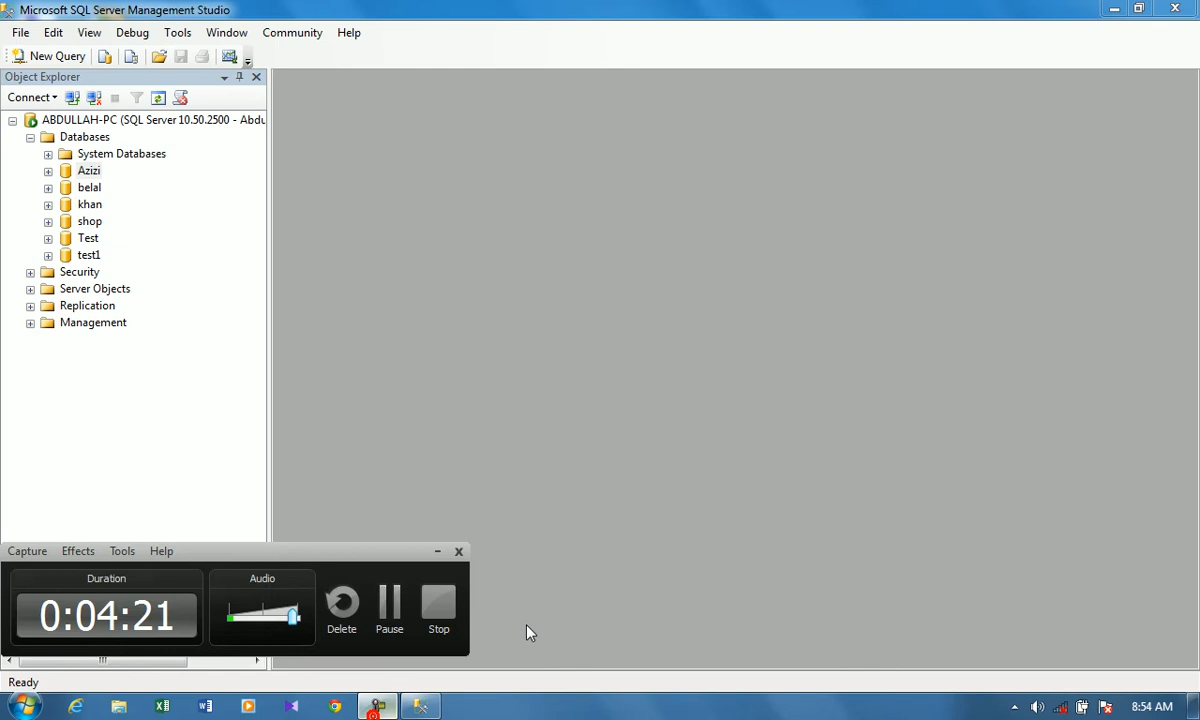 Microsoft SQL Server Management Studio
File Edit View Debug Tools Window Community Help
New Query
Object Explorer
Connect
ABDULLAH-PC (SQL Server 10.50.2500 - Abdu
Databases
System Databases
Azizi
belal
khan
shop
Test
test1
Security
Server Objects
Replication
Management
Capture Effects Tools Help
Duration Audio
0:04:21
Delete Pause Stop
Ready
8:54 AM